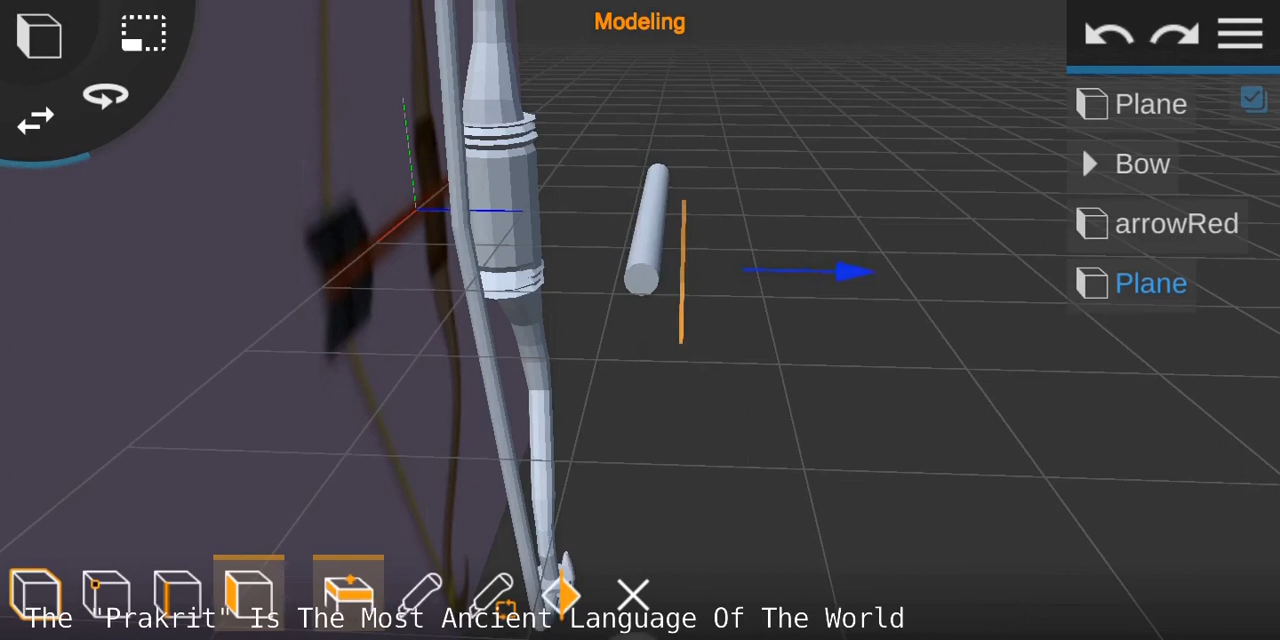 Modeling
Plane
Bow
arrowRed
Plane
The "Prakrit" Is The Most Ancient Language Of The World